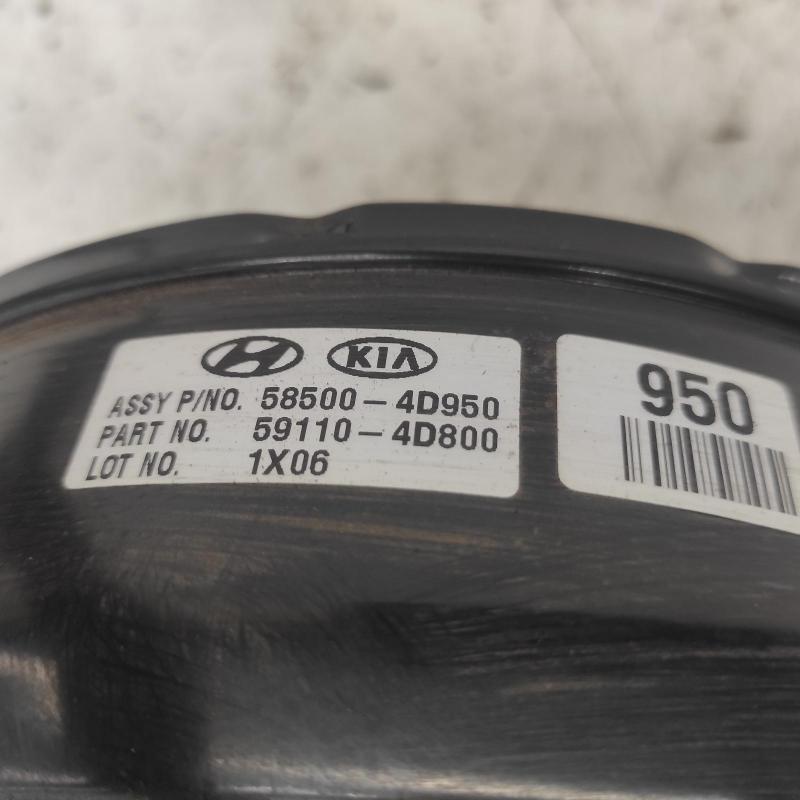 H KIA
ASSY P/NO. 58500-4D950
PART NO. 59110-4D800
LOT NO. 1X06
950